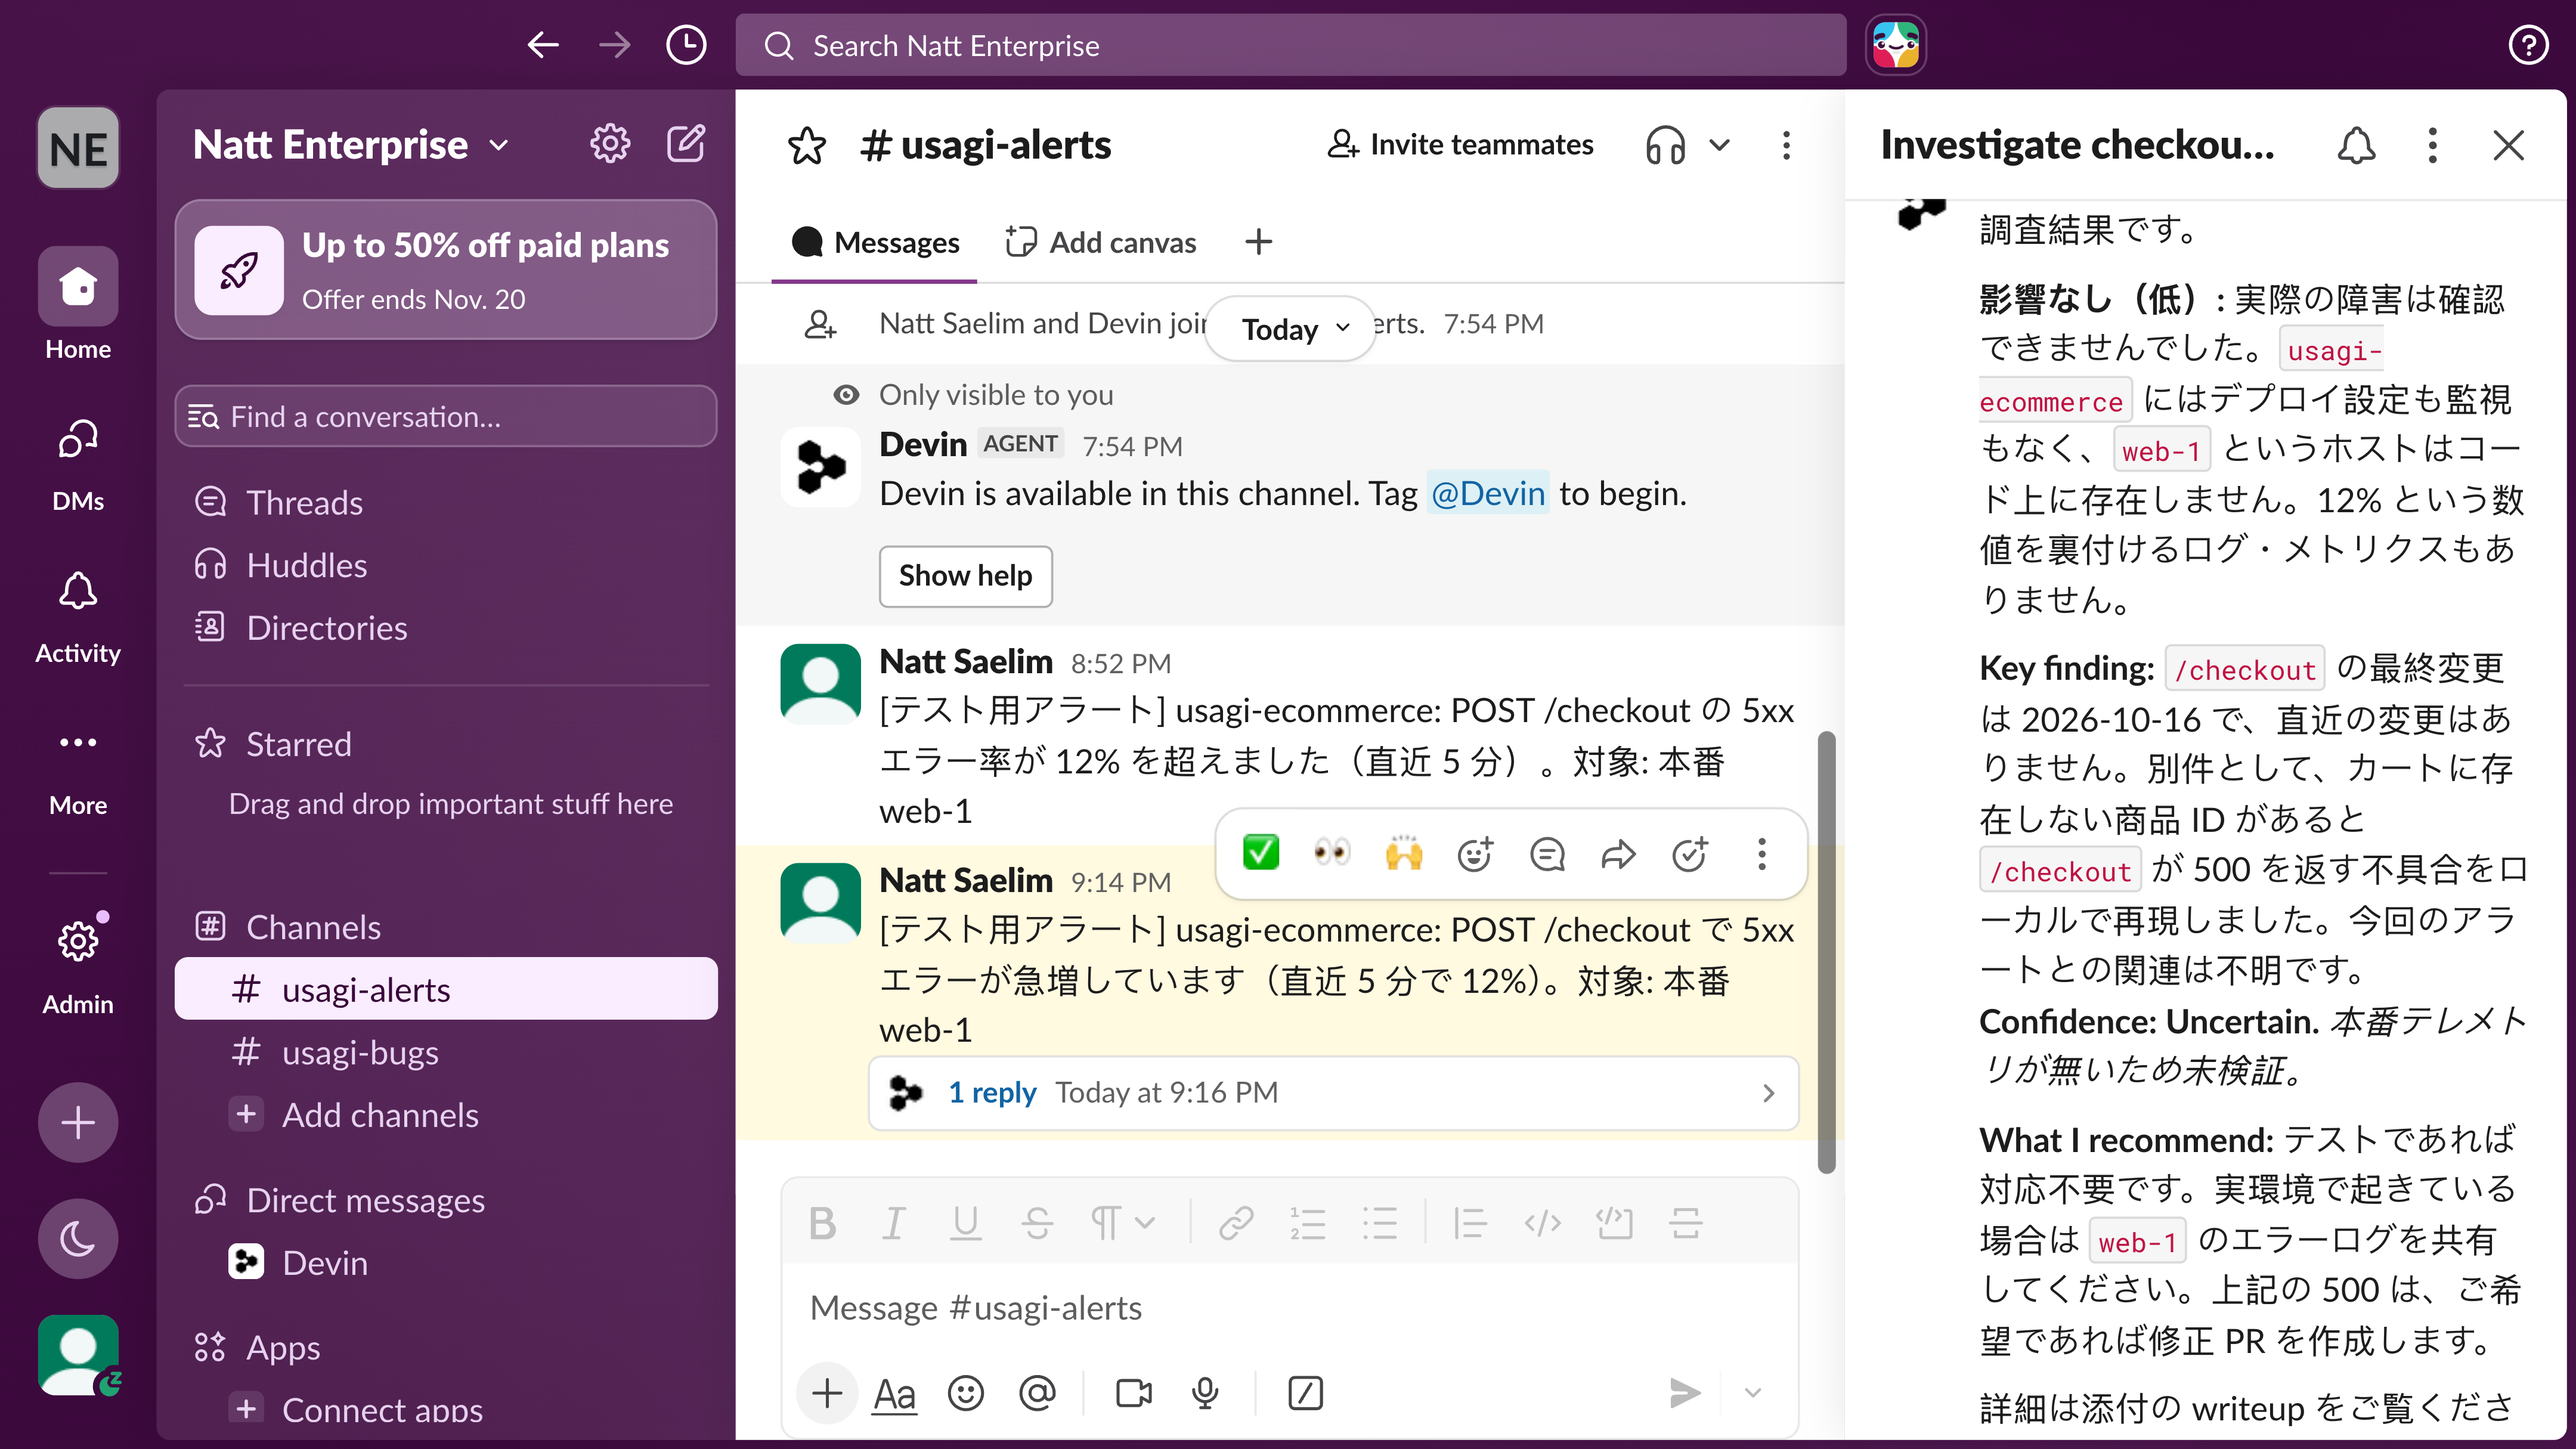 Search Natt Enterprise
NE
Home
DMs
Activity
More
Admin
Natt Enterprise
Up to 50% off paid plans
Offer ends Nov. 20
Find a conversation...
Threads
Huddles
Directories
Starred
Drag and drop important stuff here
Channels
# usagi-alerts
# usagi-bugs
Add channels
Direct messages
Devin
Apps
Connect apps
# usagi-alerts
Invite teammates
Messages
Add canvas
Natt Saelim and Devin joi
Today
erts. 7:54 PM
Only visible to you
Devin AGENT 7:54 PM
Devin is available in this channel. Tag @Devin to begin.
Show help
Natt Saelim 8:52 PM
[テスト用アラート] usagi-ecommerce: POST /checkout の 5xx
エラー率が 12% を超えました（直近 5 分）。対象: 本番
web-1
Natt Saelim 9:14 PM
[テスト用アラート] usagi-ecommerce: POST /checkout で 5xx
エラーが急増しています（直近 5 分で 12%）。対象: 本番
web-1
1 reply Today at 9:16 PM
Message #usagi-alerts
Aa
Investigate checkou...
調査結果です。
影響なし（低）: 実際の障害は確認
できませんでした。usagi-
ecommerce にはデプロイ設定も監視
もなく、web-1 というホストはコー
ド上に存在しません。12% という数
値を裏付けるログ・メトリクスもあ
りません。
Key finding: /checkout の最終変更
は 2026-10-16 で、直近の変更はあ
りません。別件として、カートに存
在しない商品 ID があると
/checkout が 500 を返す不具合をロ
ーカルで再現しました。今回のアラ
ートとの関連は不明です。
Confidence: Uncertain. 本番テレメト
リが無いため未検証。
What I recommend: テストであれば
対応不要です。実環境で起きている
場合は web-1 のエラーログを共有
してください。上記の 500 は、ご希
望であれば修正 PR を作成します。
詳細は添付の writeup をご覧くださ